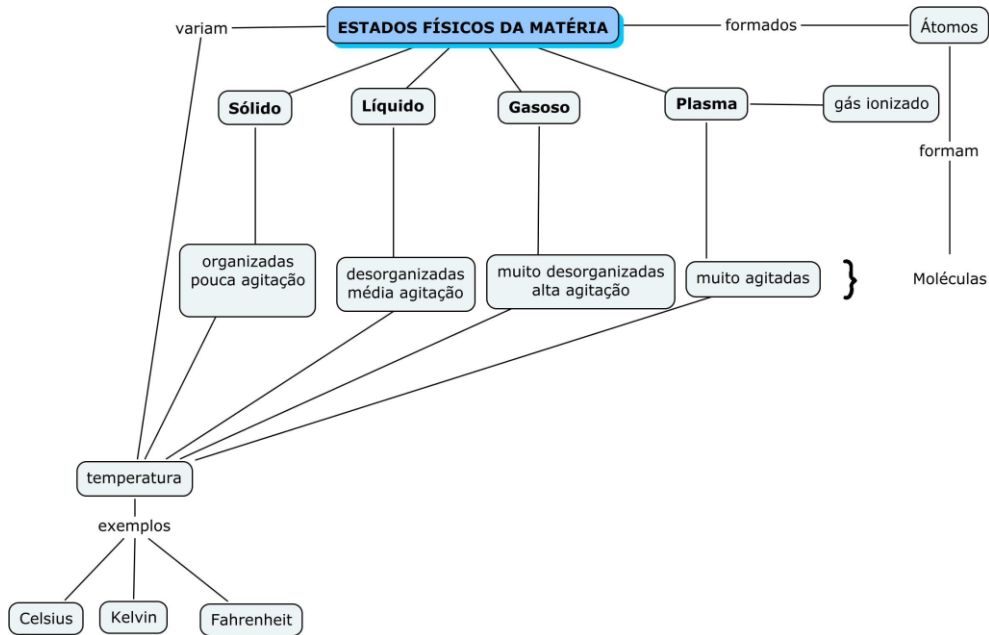 variam
ESTADOS FÍSICOS DA MATÉRIA
formados
Átomos
Sólido
Líquido
Gasoso
Plasma
gás ionizado
formam
organizadas
pouca agitação
desorganizadas
média agitação
muito desorganizadas
alta agitação
muito agitadas
}
Moléculas
temperatura
exemplos
Celsius
Kelvin
Fahrenheit